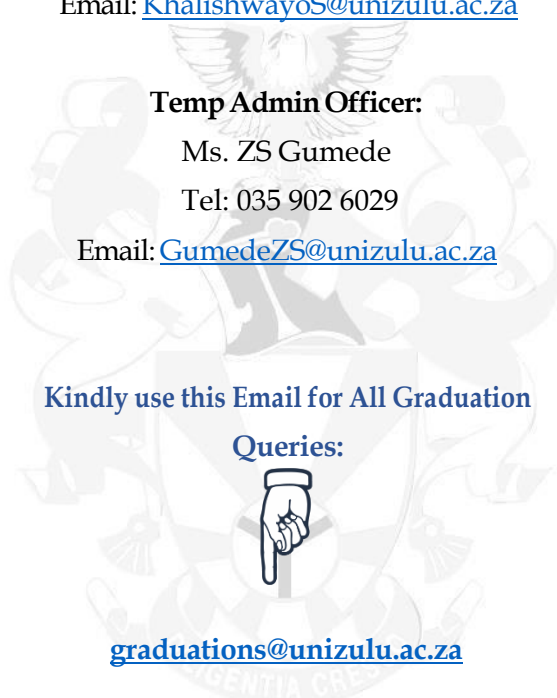 Email: KhalishwayoS@unizulu.ac.za
Temp Admin Officer:
Ms. ZS Gumede
Tel: 035 902 6029
Email: GumedeZS@unizulu.ac.za
Kindly use this Email for All Graduation
Queries:
graduations@unizulu.ac.za